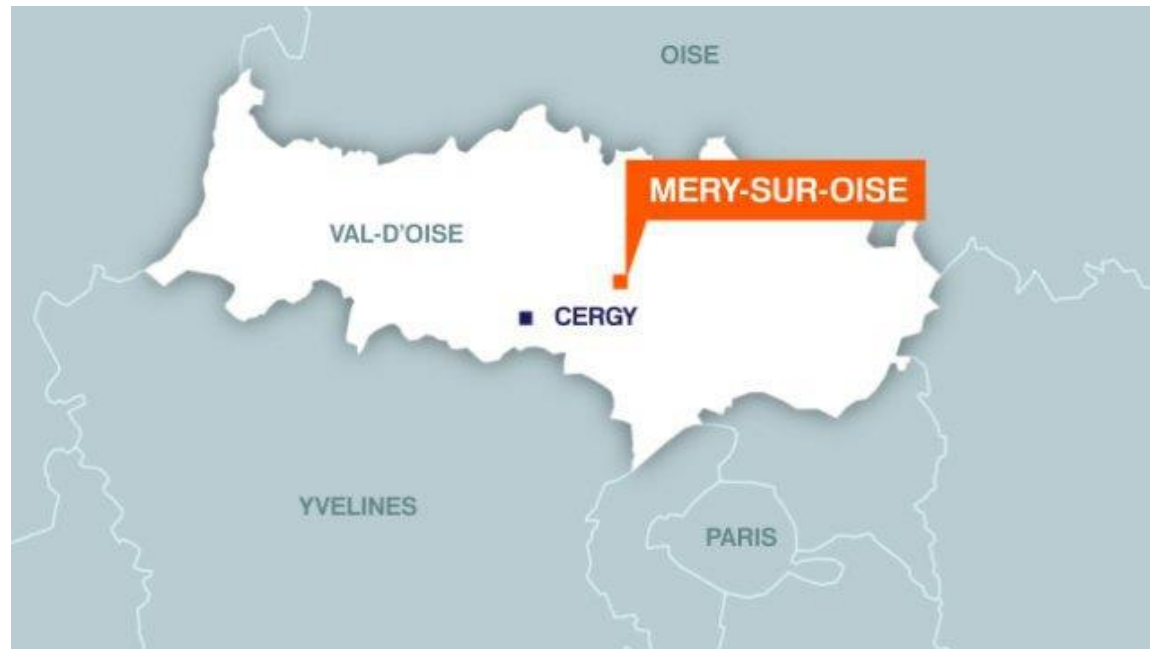 OISE
MERY-SUR-OISE
VAL-D'OISE
CERGY
YVELINES
PARIS